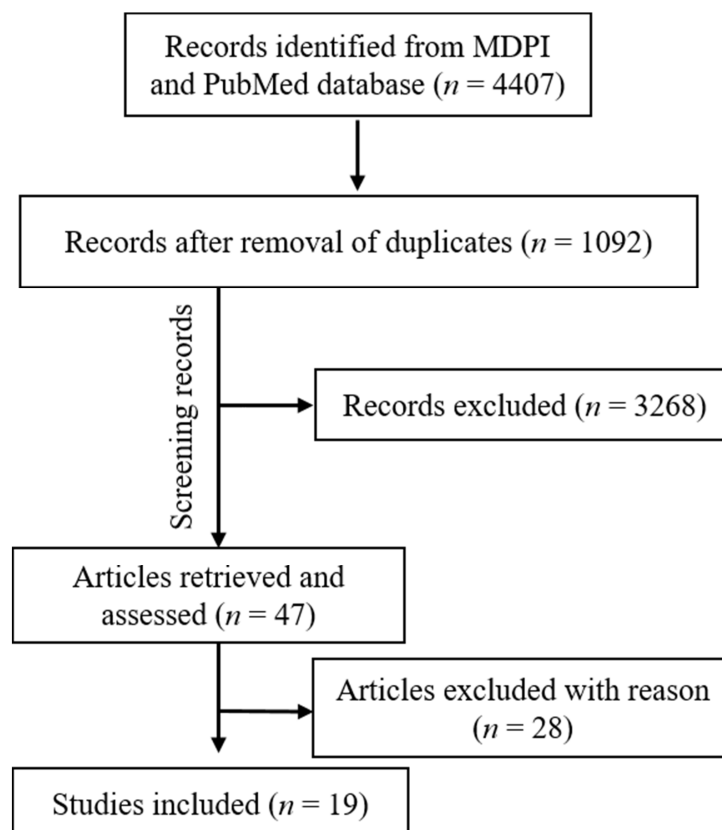 Records identified from MDPI
and PubMed database (n = 4407)
Records after removal of duplicates (n = 1092)
Screening records
Records excluded (n = 3268)
Articles retrieved and
assessed (n = 47)
Articles excluded with reason
(n = 28)
Studies included (n = 19)